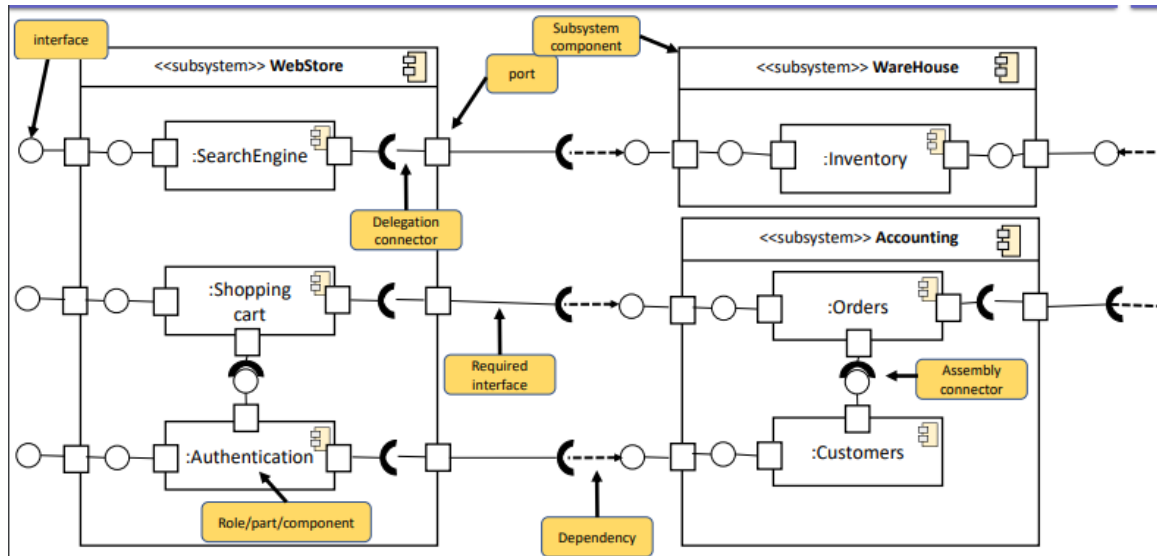 interface
<<subsystem>> WebStore
port
Subsystem
component
<<subsystem>> WareHouse
:SearchEngine
:Inventory
Delegation
connector
<<subsystem>> Accounting
:Shopping
cart
:Orders
Required
interface
Assembly
connector
:Authentication
:Customers
Role/part/component
Dependency